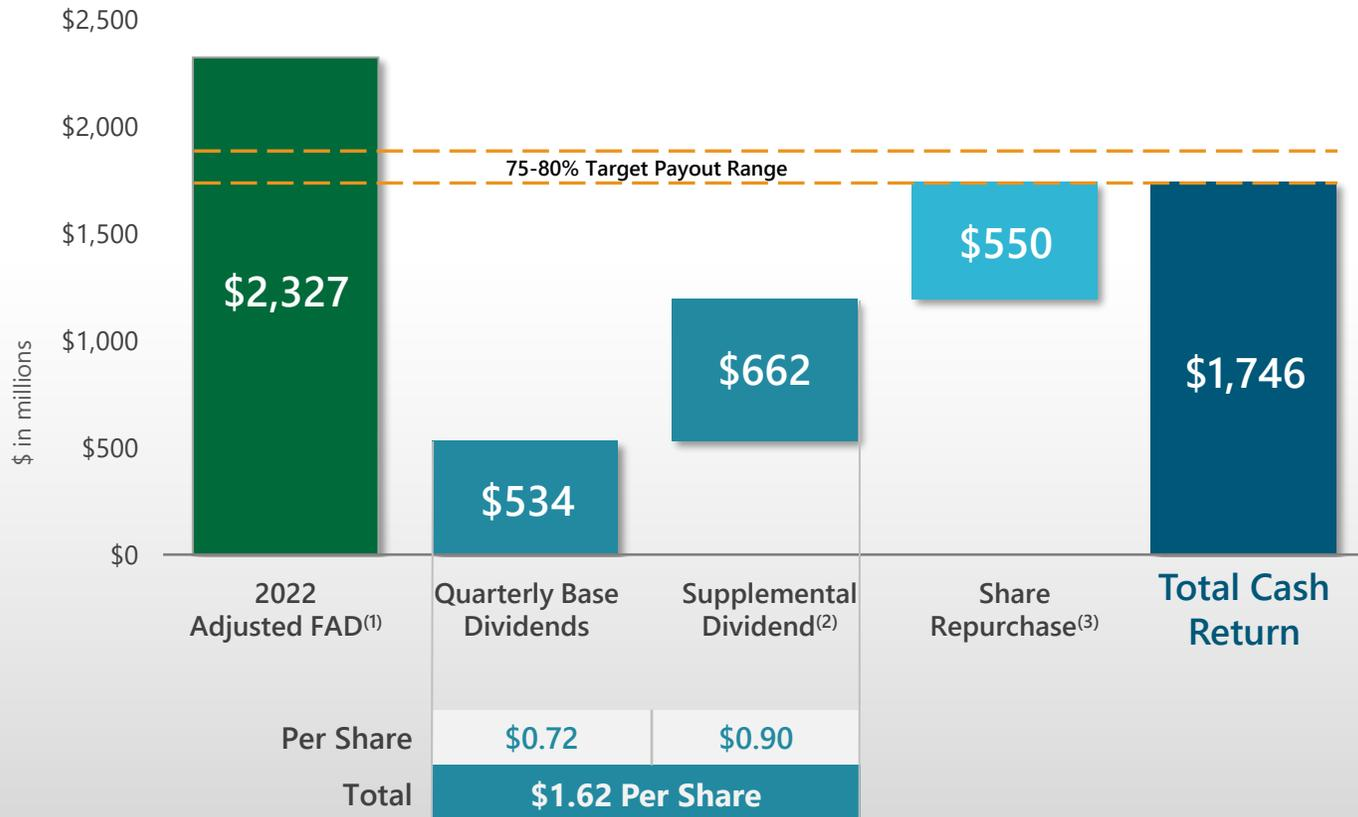 $2,500
$2,000
75-80% Target Payout Range
$1,500
$550
$2,327
$1,000
$662
$1,746
$ in millions
$500
$534
$0
2022
Adjusted FAD(1)
Quarterly Base
Dividends
Supplemental
Dividend(2)
Share
Repurchase(3)
Total Cash
Return
Per Share $0.72 $0.90
Total $1.62 Per Share